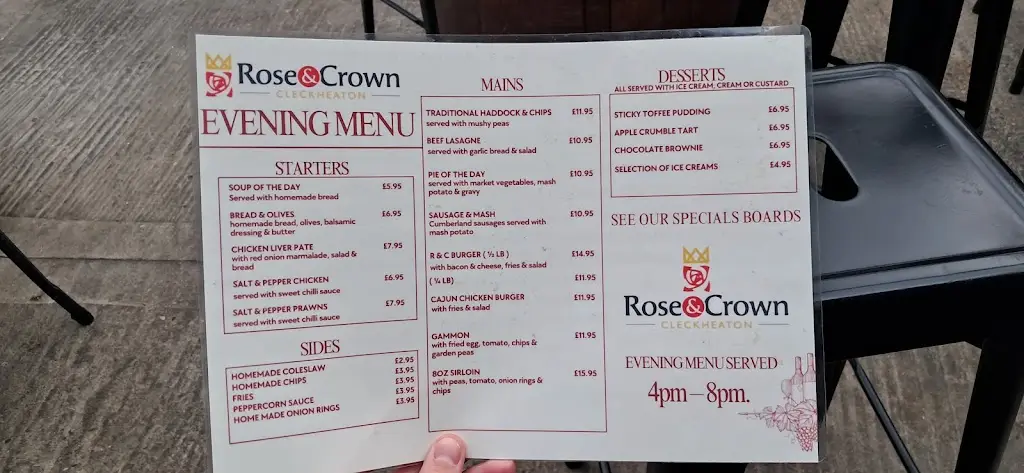 Rose&Crown
CLECKHEATON
EVENING MENU
STARTERS
SOUP OF THE DAY £5.95
Served with homemade bread
BREAD & OLIVES £6.95
homemade bread, olives, balsamic
dressing & butter
CHICKEN LIVER PATE £7.95
with red onion marmalade, salad &
bread
SALT & PEPPER CHICKEN £6.95
served with sweet chilli sauce
SALT & PEPPER PRAWNS £7.95
served with sweet chilli sauce
SIDES
HOMEMADE COLESLAW £2.95
HOMEMADE CHIPS £3.95
FRIES £3.95
PEPPERCORN SAUCE £3.95
HOME MADE ONION RINGS £3.95
MAINS
TRADITIONAL HADDOCK & CHIPS £11.95
served with mushy peas
BEEF LASAGNE £10.95
served with garlic bread & salad
PIE OF THE DAY £10.95
served with market vegetables, mash
potato & gravy
SAUSAGE & MASH £10.95
Cumberland sausages served with
mash potato
R & C BURGER ( ½ LB ) £14.95
with bacon & cheese, fries & salad
( ¼ LB) £11.95
CAJUN CHICKEN BURGER £11.95
with fries & salad
GAMMON £11.95
with fried egg, tomato, chips &
garden peas
8OZ SIRLOIN £15.95
with peas, tomato, onion rings &
chips
DESSERTS
ALL SERVED WITH ICE CREAM; CREAM OR CUSTARD
STICKY TOFFEE PUDDING £6.95
APPLE CRUMBLE TART £6.95
CHOCOLATE BROWNIE £6.95
SELECTION OF ICE CREAMS £4.95
SEE OUR SPECIALS BOARDS
Rose&Crown
CLECKHEATON
EVENING MENU SERVED
4pm – 8pm.